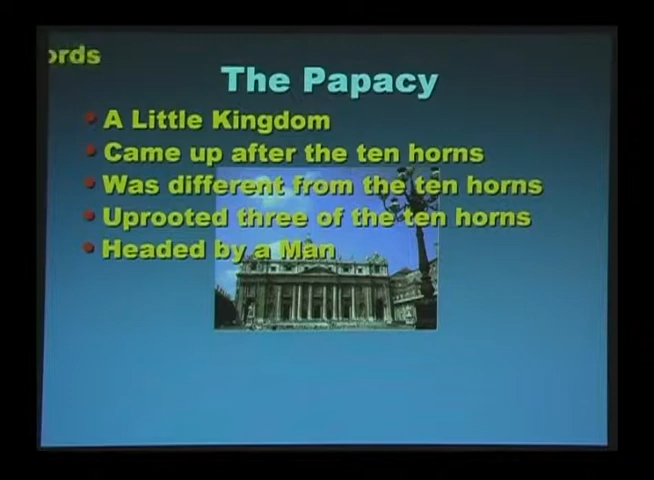 ords
The Papacy
A Little Kingdom
Came up after the ten horns
Was different from the ten horns
Uprooted three of the ten horns
Headed by a Man